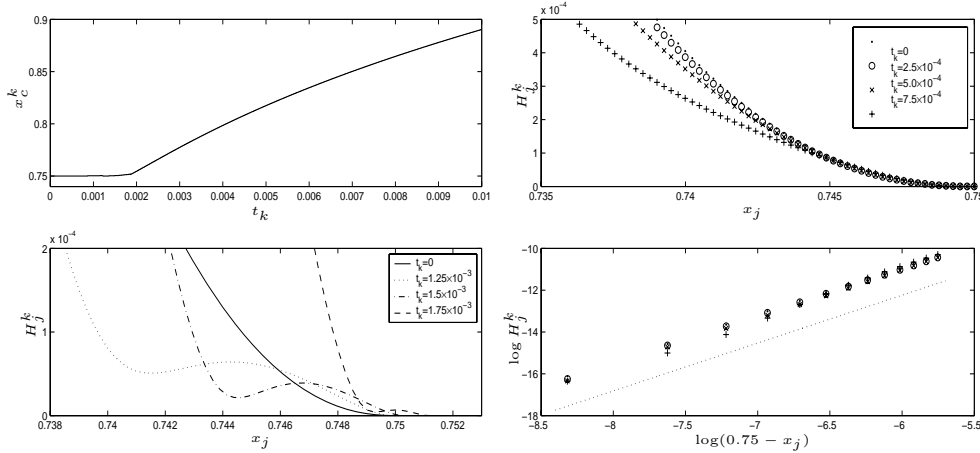 0.9
0.85
0.8
0.75
x_c^k
0 0.001 0.002 0.003 0.004 0.005 0.006 0.007 0.008 0.009 0.01
t_k
x 10^-4
5
4
3
2
1
0
H_j^k
t_k=0
t_k=2.5×10^-4
t_k=5.0×10^-4
t_k=7.5×10^-4
0.735 0.74 0.745 0.75
x_j
x 10^-4
2
1
0
H_j^k
t_k=0
t_k=1.25×10^-3
t_k=1.5×10^-3
t_k=1.75×10^-3
0.738 0.74 0.742 0.744 0.746 0.748 0.75 0.752
x_j
-10
-12
-14
-16
-18
log H_j^k
-8.5 -8 -7.5 -7 -6.5 -6 -5.5
log(0.75 − x_j)